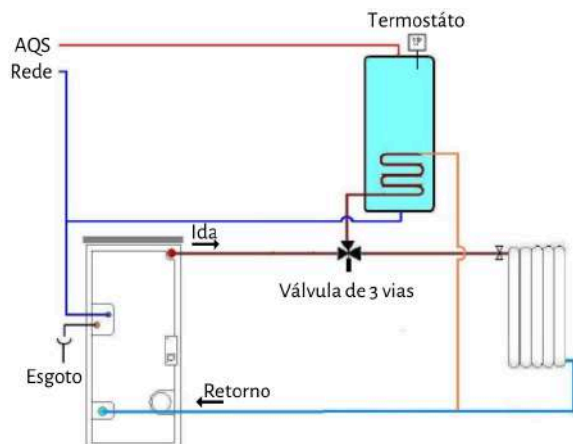 Termostáto
AQS
Rede
Ida
Válvula de 3 vias
Esgoto
Retorno